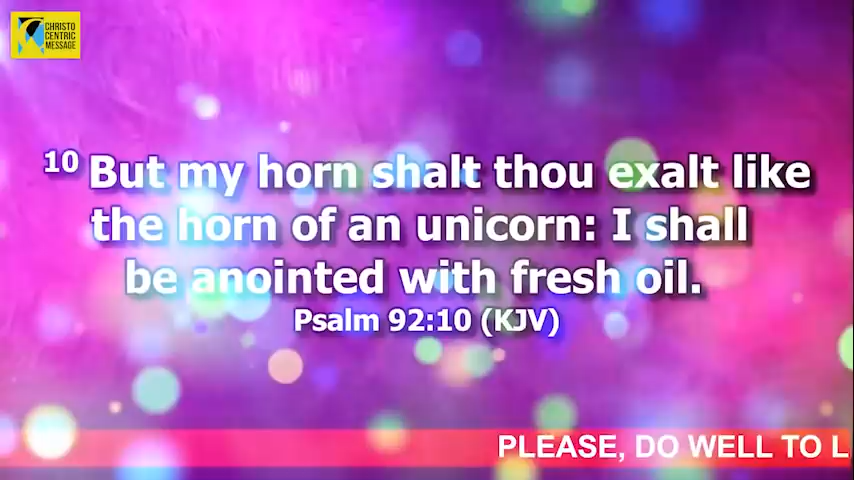 CHRISTO
CENTRIC
MESSAGE
10 But my horn shalt thou exalt like
the horn of an unicorn: I shall
be anointed with fresh oil.
Psalm 92:10 (KJV)
PLEASE, DO WELL TO L